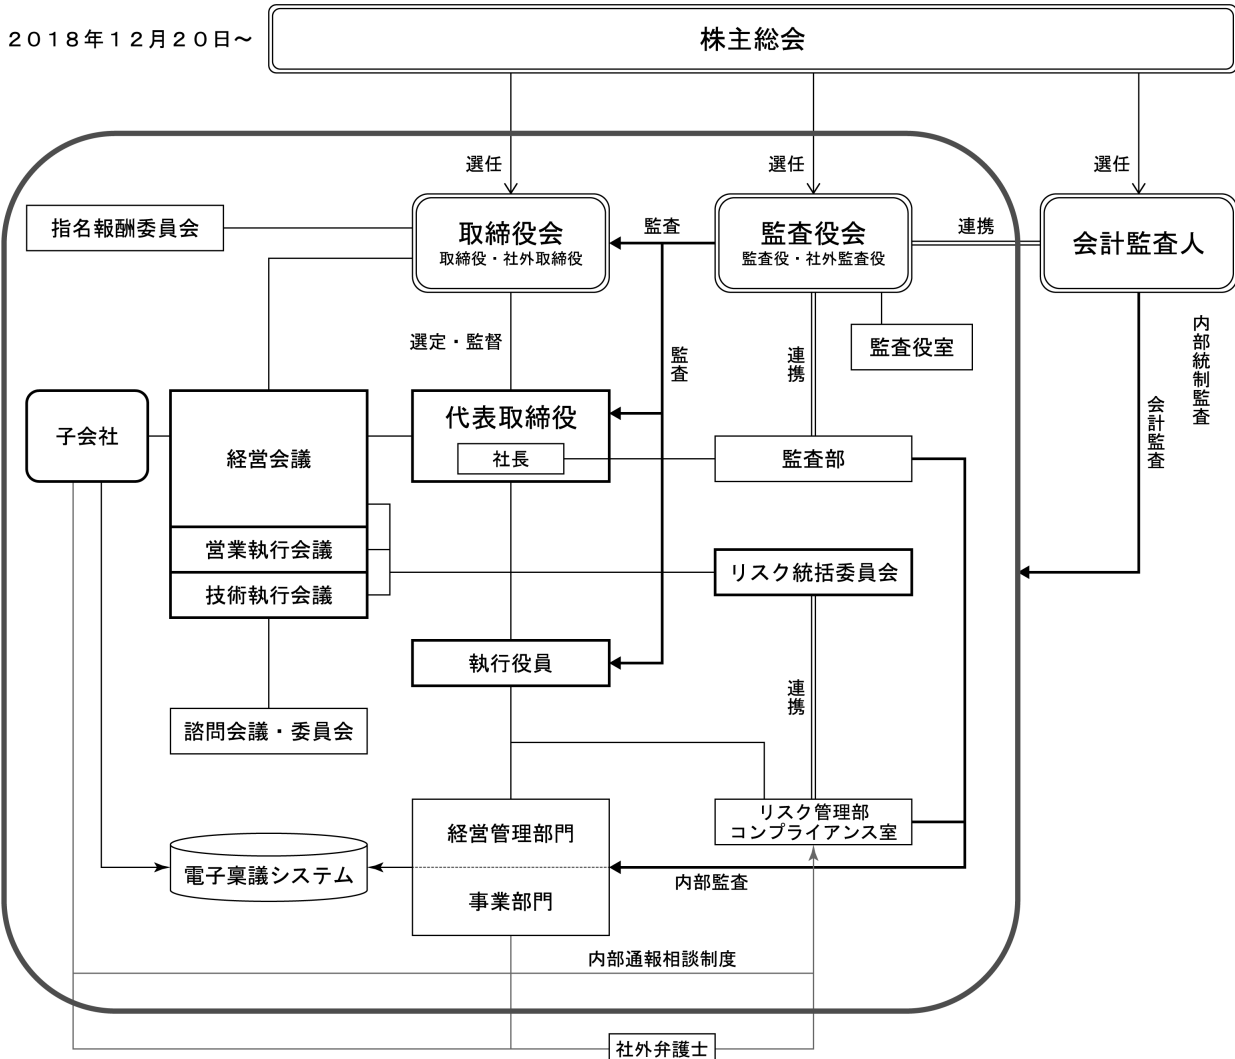 2018年12月20日～
株主総会
選任
選任
選任
指名報酬委員会
取締役会
取締役・社外取締役
監査
監査役会
監査役・社外監査役
連携
会計監査人
選定・監督
監査
連携
監査役室
内部統制監査
会計監査
子会社
経営会議
代表取締役
社長
監査部
営業執行会議
技術執行会議
リスク統括委員会
執行役員
連携
諮問会議・委員会
経営管理部門
事業部門
リスク管理部
コンプライアンス室
電子稟議システム
内部監査
内部通報相談制度
社外弁護士